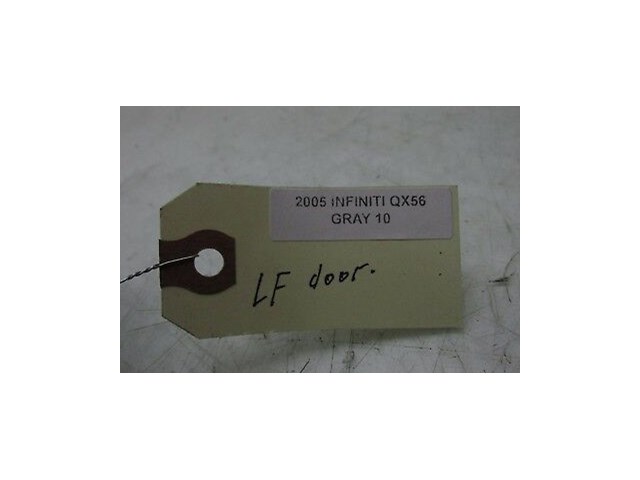 2005 INFINITI QX56
GRAY 10
LF door.